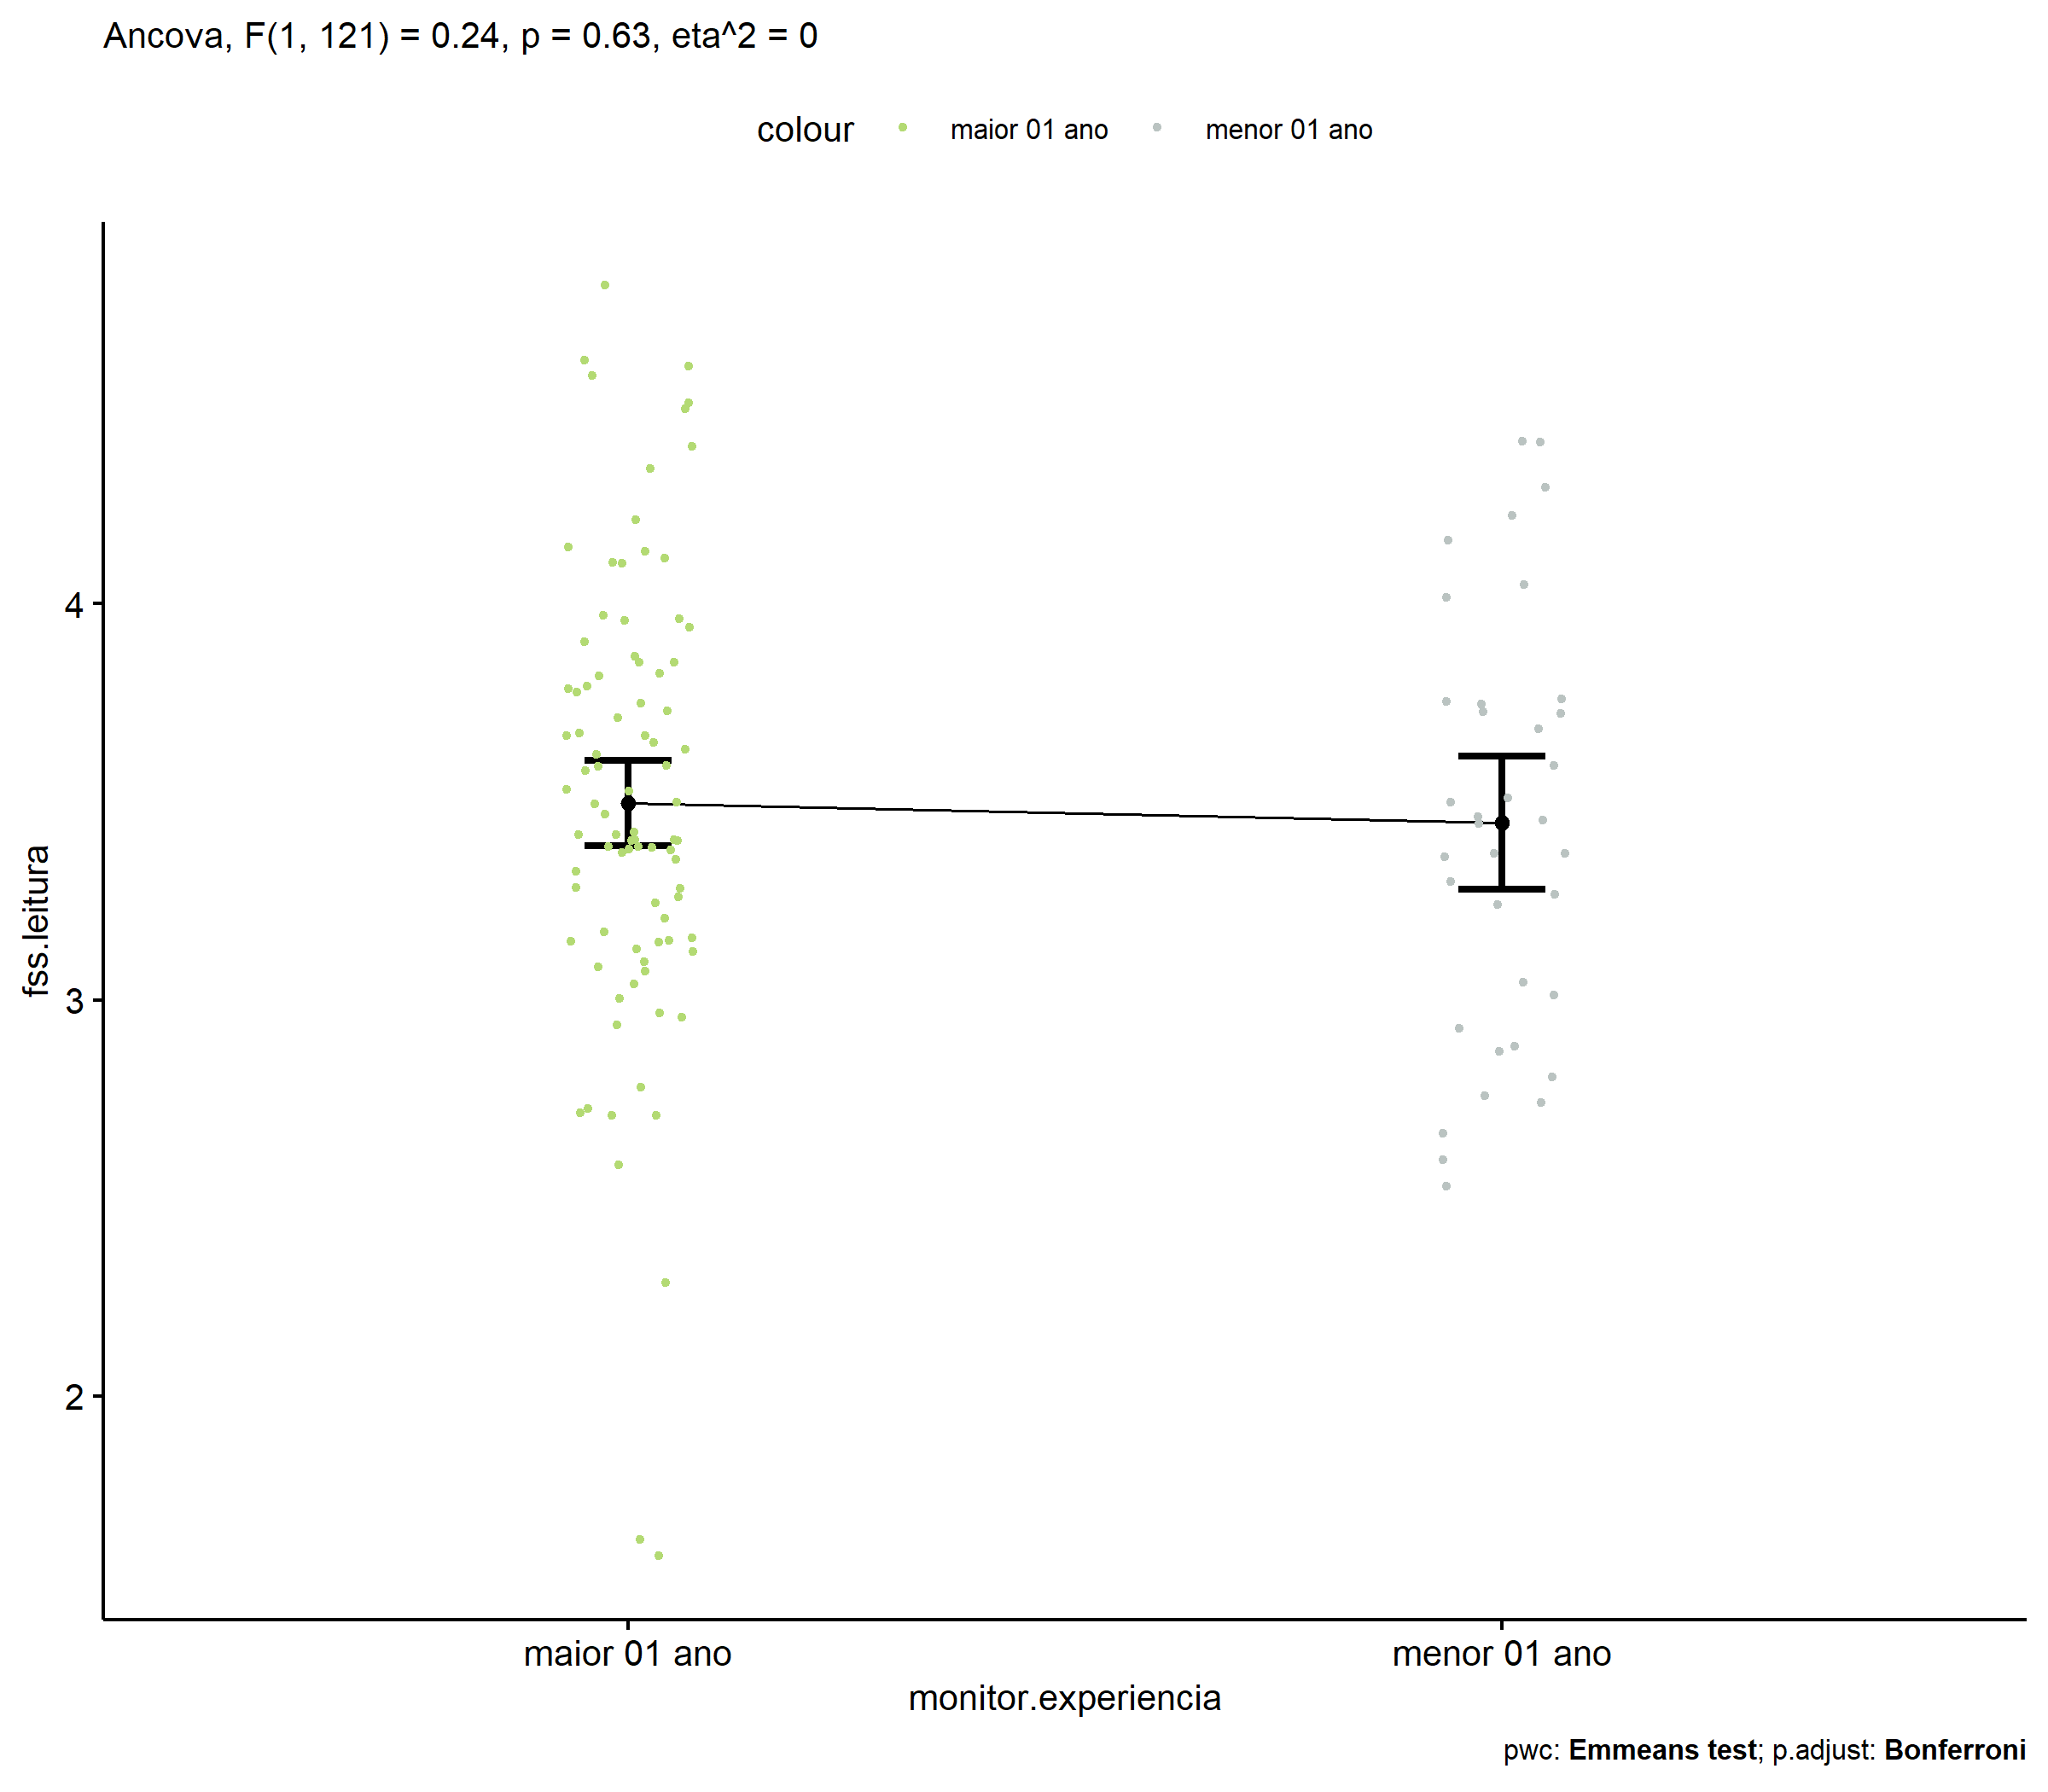 Ancova, F(1, 121) = 0.24, p = 0.63, eta^2 = 0
colour maior 01 ano menor 01 ano
fss.leitura
4
3
2
maior 01 ano menor 01 ano
monitor.experiencia
pwc: Emmeans test; p.adjust: Bonferroni